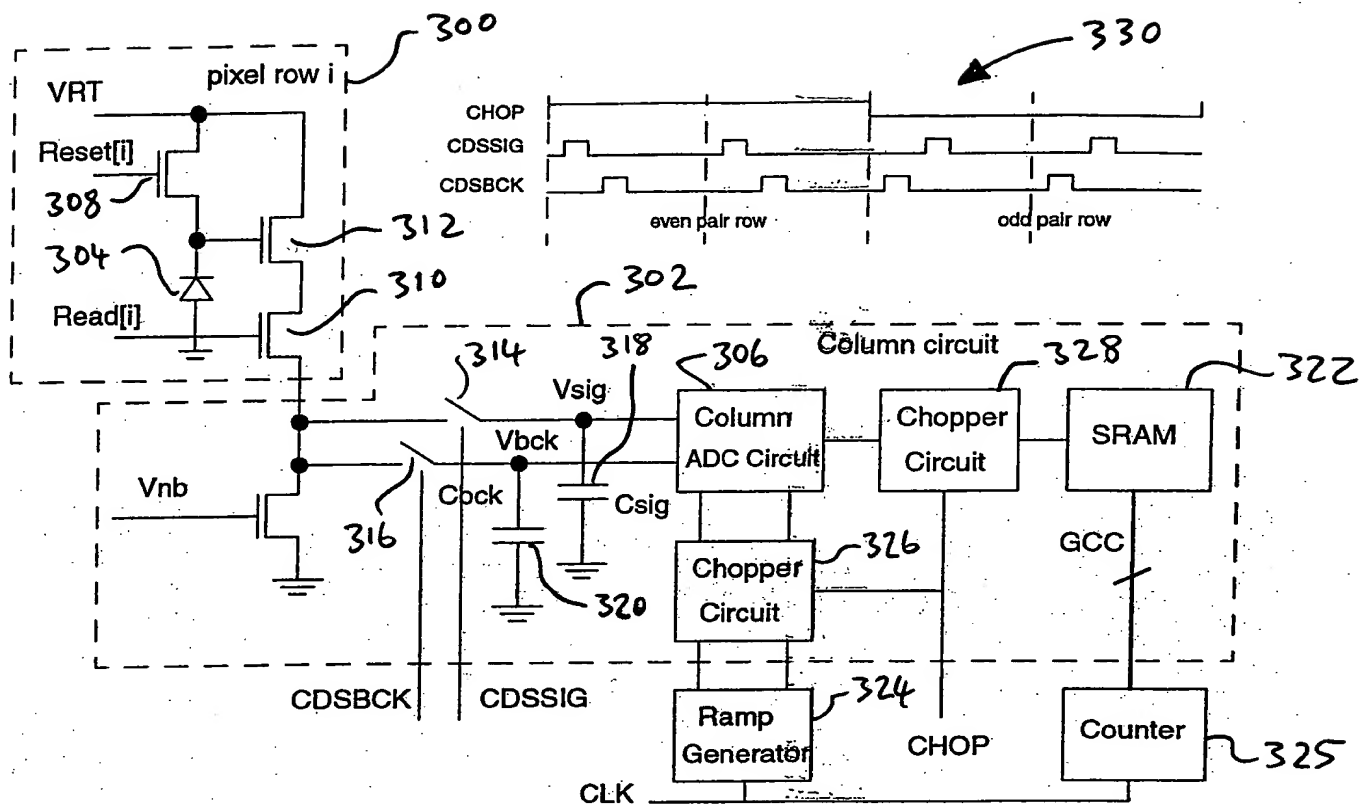 300
330
pixel row i
VRT
CHOP
Reset[i]
CDSSIG
CDSBCK
308
even pair row
odd pair row
312
304
310
302
Read[i]
314
318
306
Column circuit
328
322
Vsig
Column
ADC Circuit
Chopper
Circuit
SRAM
Vbck
Vnb
Cbck
Csig
316
GCC
326
Chopper
Circuit
320
CDSBCK
CDSSIG
324
Ramp
Generator
CHOP
Counter
325
CLK